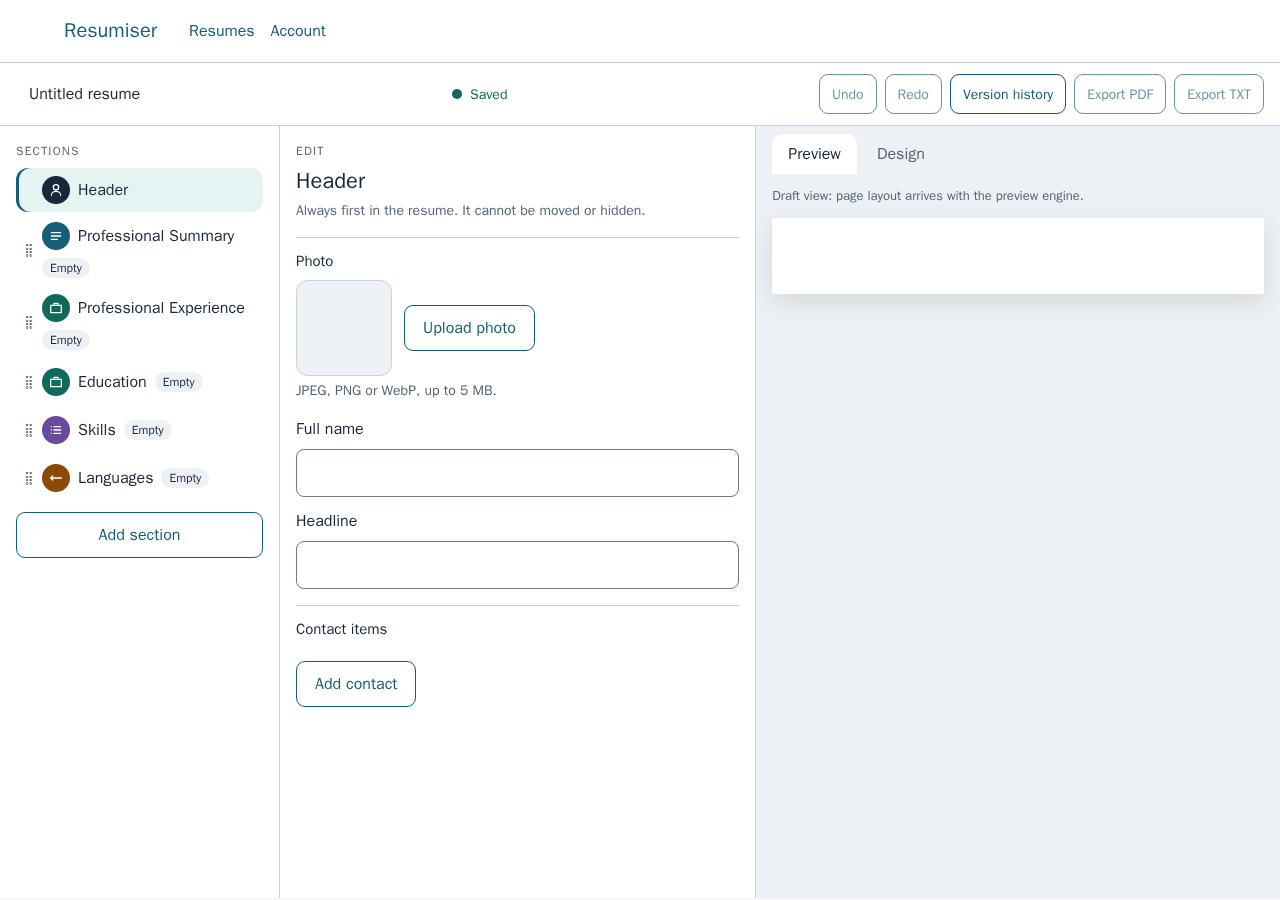 Resumiser
Resumes
Account
Untitled resume
Saved
Undo
Redo
Version history
Export PDF
Export TXT
SECTIONS
Header
Professional Summary
Empty
Professional Experience
Empty
Education
Empty
Skills
Empty
Languages
Empty
Add section
EDIT
Header
Always first in the resume. It cannot be moved or hidden.
Photo
Upload photo
JPEG, PNG or WebP, up to 5 MB.
Full name
Headline
Contact items
Add contact
Preview
Design
Draft view: page layout arrives with the preview engine.